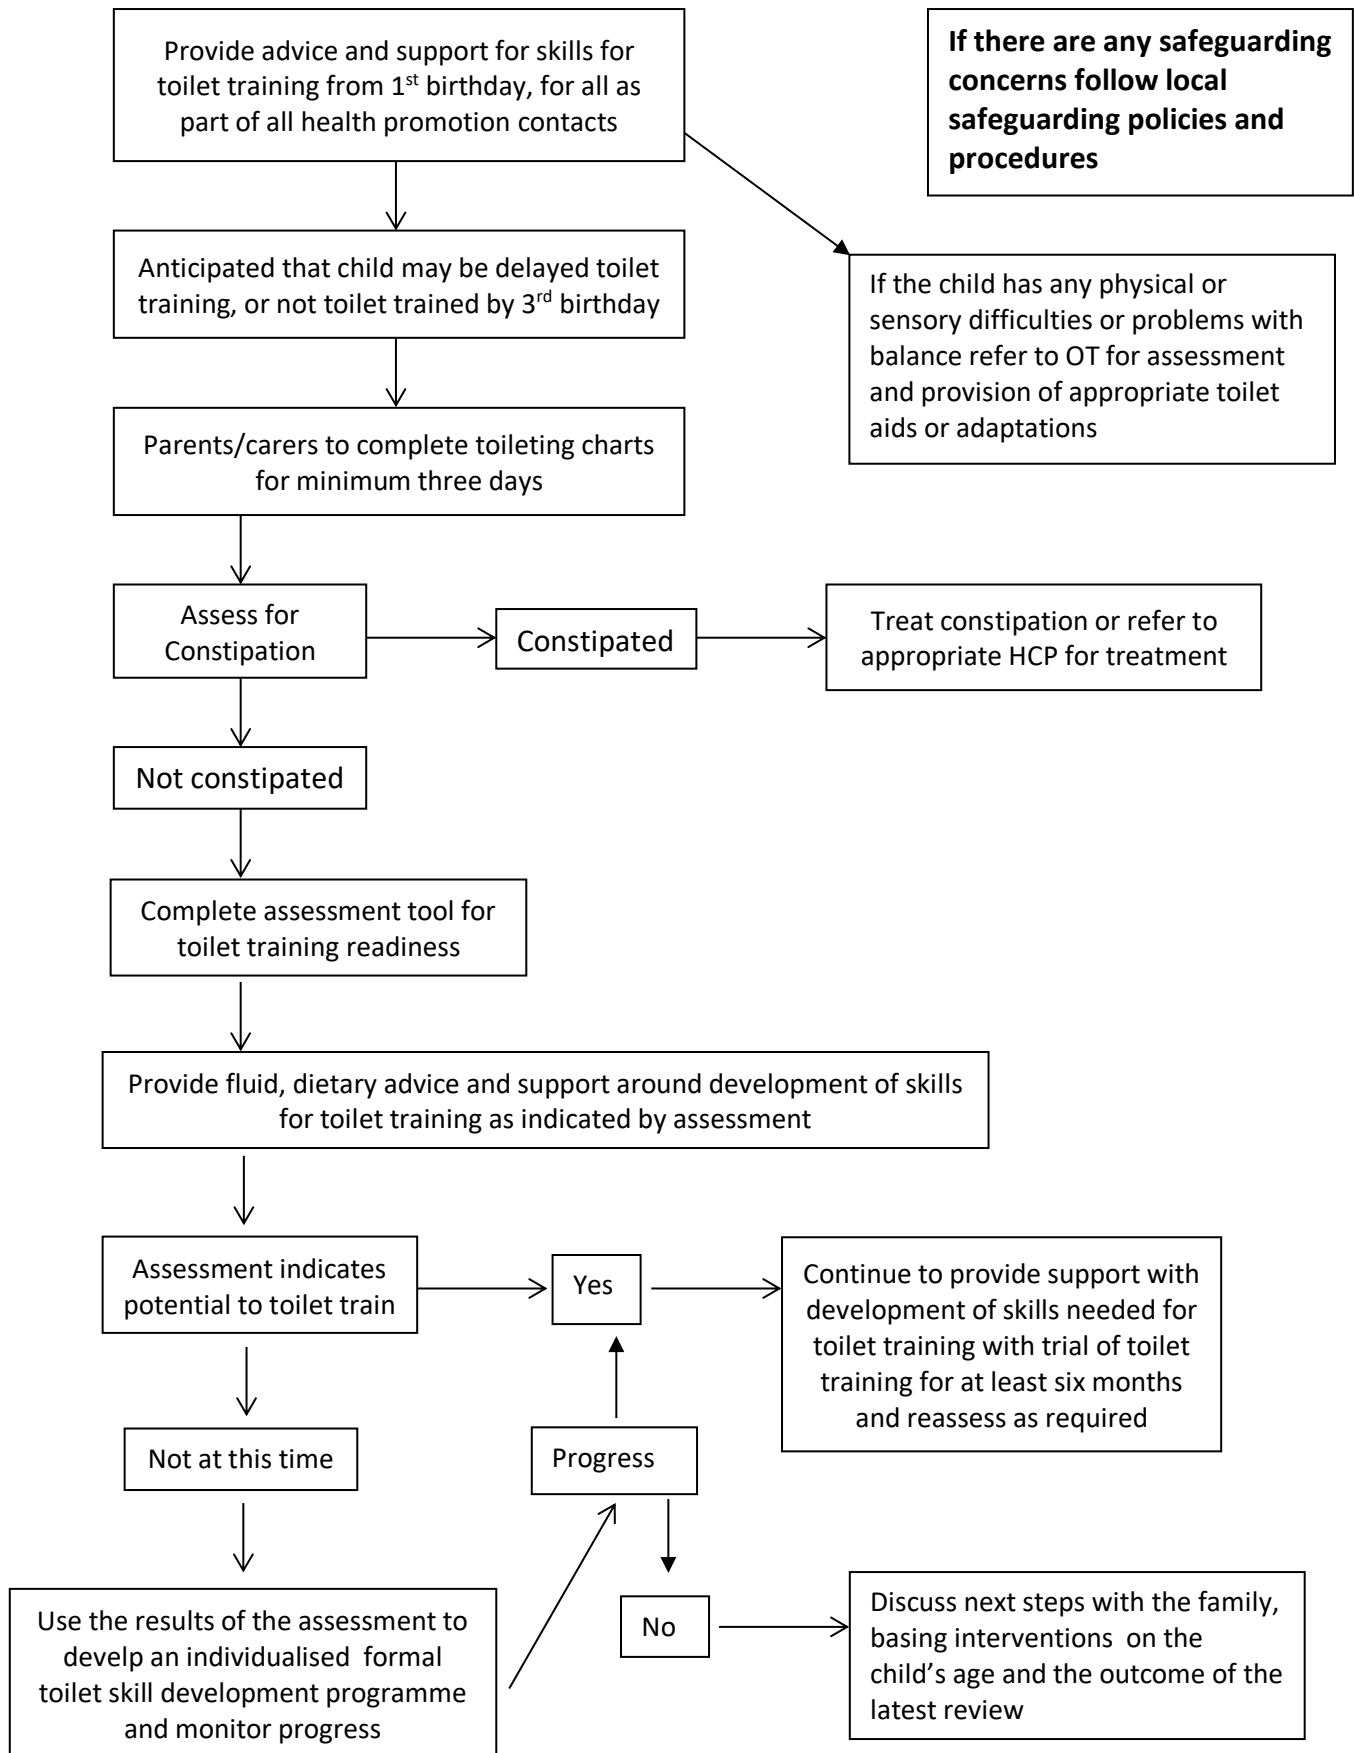 Provide advice and support for skills for
toilet training from 1st birthday, for all as
part of all health promotion contacts
If there are any safeguarding
concerns follow local
safeguarding policies and
procedures
Anticipated that child may be delayed toilet
training, or not toilet trained by 3rd birthday
If the child has any physical or
sensory difficulties or problems with
balance refer to OT for assessment
and provision of appropriate toilet
aids or adaptations
Parents/carers to complete toileting charts
for minimum three days
Assess for
Constipation
Constipated
Treat constipation or refer to
appropriate HCP for treatment
Not constipated
Complete assessment tool for
toilet training readiness
Provide fluid, dietary advice and support around development of skills
for toilet training as indicated by assessment
Assessment indicates
potential to toilet train
Yes
Continue to provide support with
development of skills needed for
toilet training with trial of toilet
training for at least six months
and reassess as required
Not at this time
Progress
Use the results of the assessment to
develp an individualised formal
toilet skill development programme
and monitor progress
No
Discuss next steps with the family,
basing interventions on the
child's age and the outcome of the
latest review